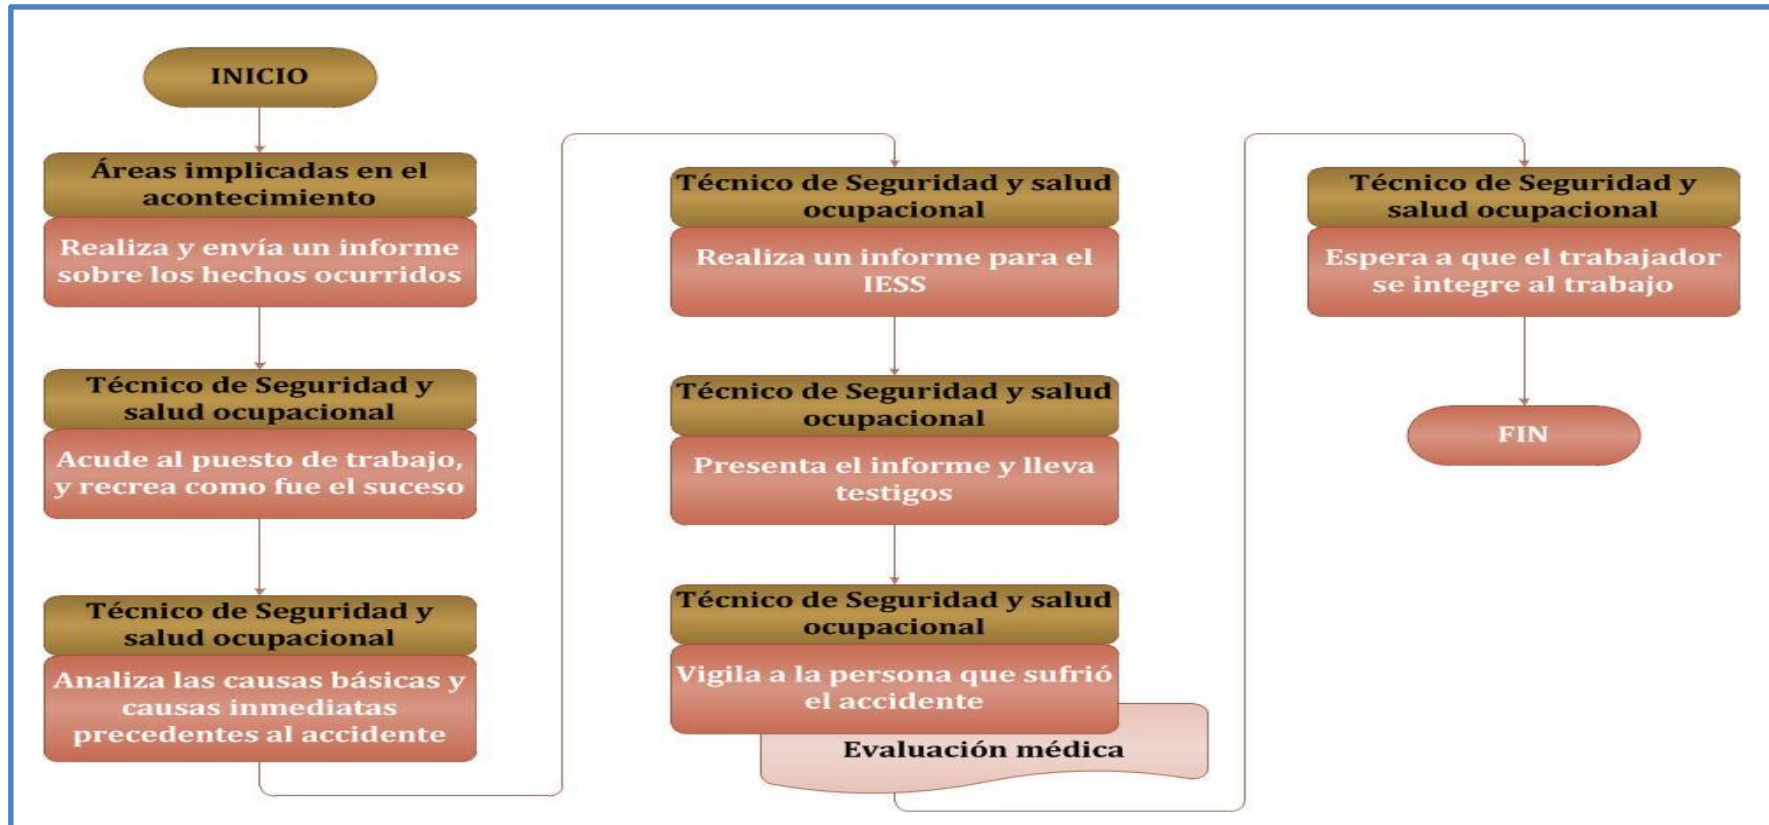 INICIO
Áreas implicadas en el
acontecimiento
Realiza y envía un informe
sobre los hechos ocurridos
Técnico de Seguridad y
salud ocupacional
Acude al puesto de trabajo,
y recrea como fue el suceso
Técnico de Seguridad y
salud ocupacional
Analiza las causas básicas y
causas inmediatas
precedentes al accidente
Técnico de Seguridad y salud
ocupacional
Realiza un informe para el
IESS
Técnico de Seguridad y salud
ocupacional
Presenta el informe y lleva
testigos
Técnico de Seguridad y salud
ocupacional
Vigila a la persona que sufrió
el accidente
Evaluación médica
Técnico de Seguridad y
salud ocupacional
Espera a que el trabajador
se integre al trabajo
FIN